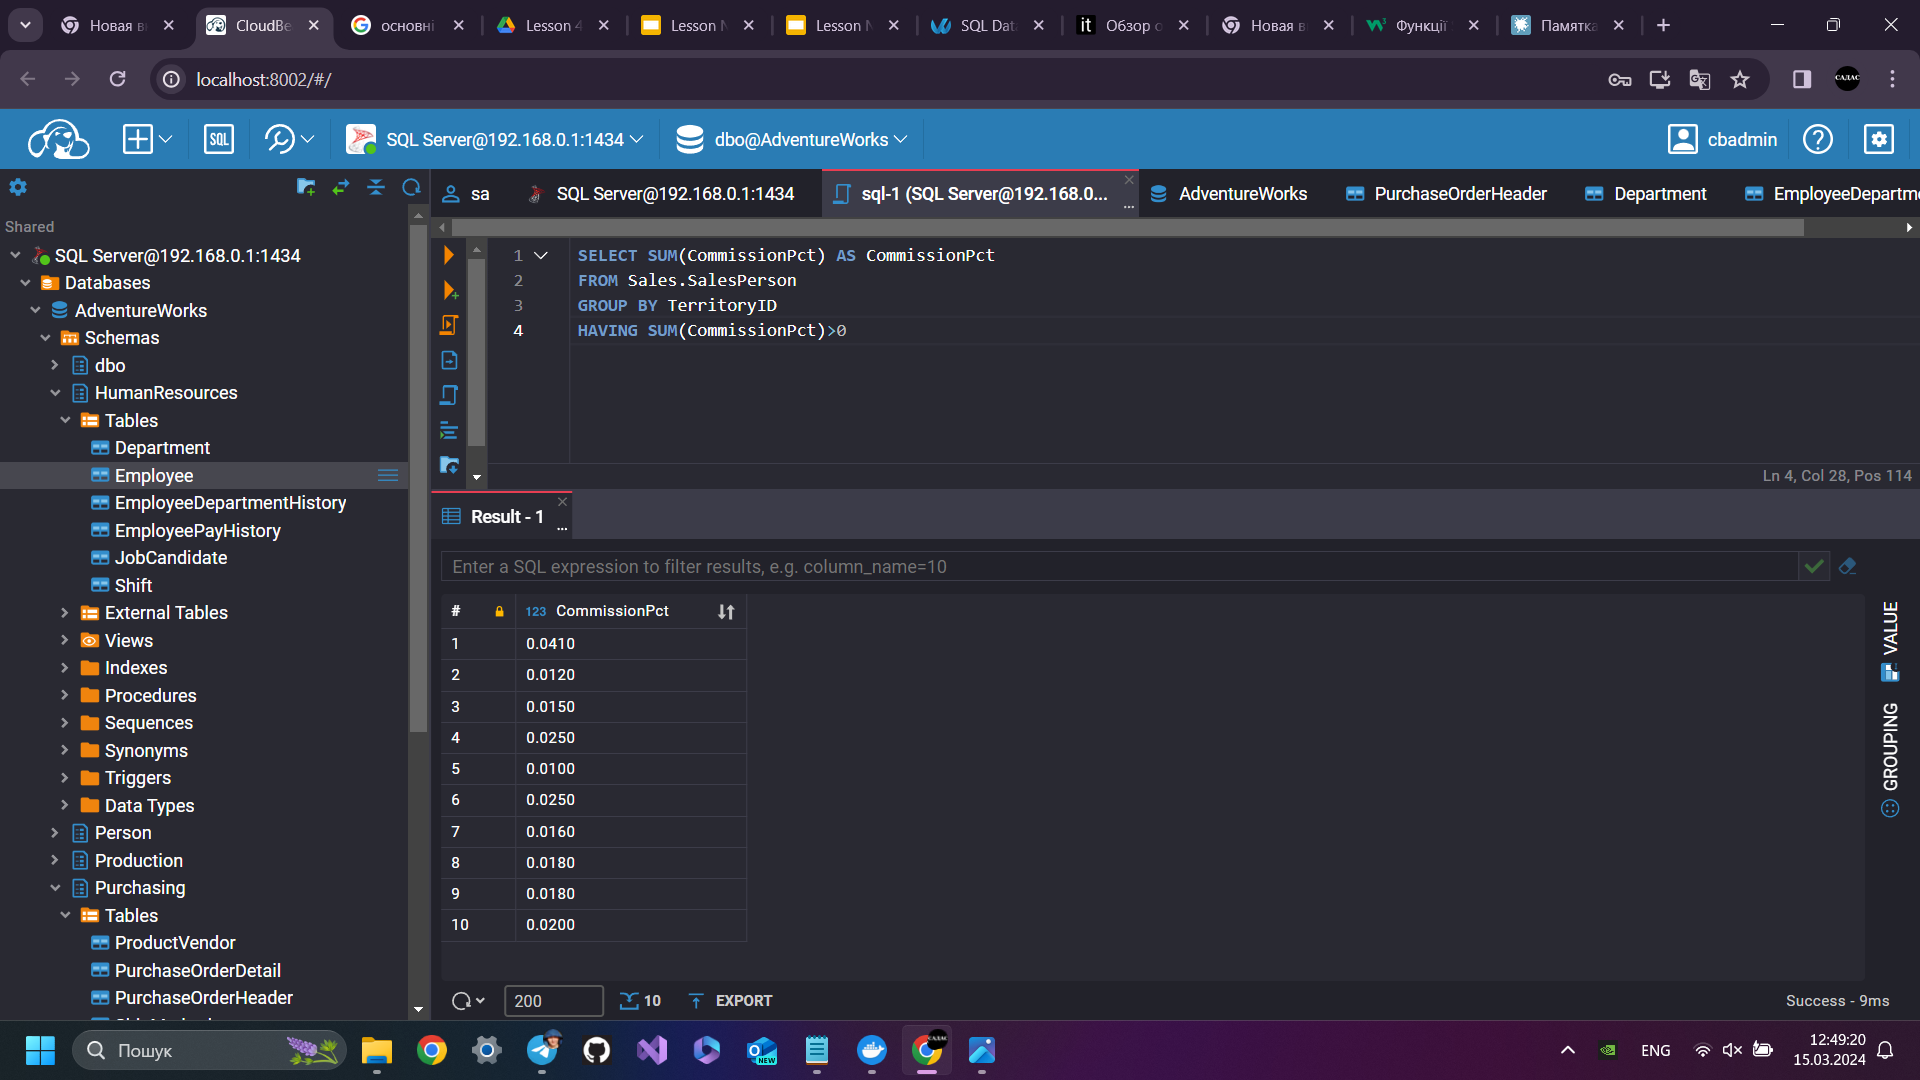 Новая в
CloudBe
основні
Lesson 4
Lesson N
Lesson N
SQL Dat
Обзор о
Новая в
Функції
Памятка
localhost:8002/#/
САДАС
SQL
SQL Server@192.168.0.1:1434
dbo@AdventureWorks
cbadmin
sa
SQL Server@192.168.0.1:1434
sql-1 (SQL Server@192.168.0...
AdventureWorks
PurchaseOrderHeader
Department
EmployeeDepartme
Shared
SQL Server@192.168.0.1:1434
Databases
AdventureWorks
Schemas
dbo
HumanResources
Tables
Department
Employee
EmployeeDepartmentHistory
EmployeePayHistory
JobCandidate
Shift
External Tables
Views
Indexes
Procedures
Sequences
Synonyms
Triggers
Data Types
Person
Production
Purchasing
Tables
ProductVendor
PurchaseOrderDetail
PurchaseOrderHeader
1 SELECT SUM(CommissionPct) AS CommissionPct
2 FROM Sales.SalesPerson
3 GROUP BY TerritoryID
4 HAVING SUM(CommissionPct)>0
Ln 4, Col 28, Pos 114
Result - 1
Enter a SQL expression to filter results, e.g. column_name=10
# 123 CommissionPct
1 0.0410
2 0.0120
3 0.0150
4 0.0250
5 0.0100
6 0.0250
7 0.0160
8 0.0180
9 0.0180
10 0.0200
VALUE
GROUPING
200
10
EXPORT
Success - 9ms
Пошук
NEW
ENG
12:49:20
15.03.2024